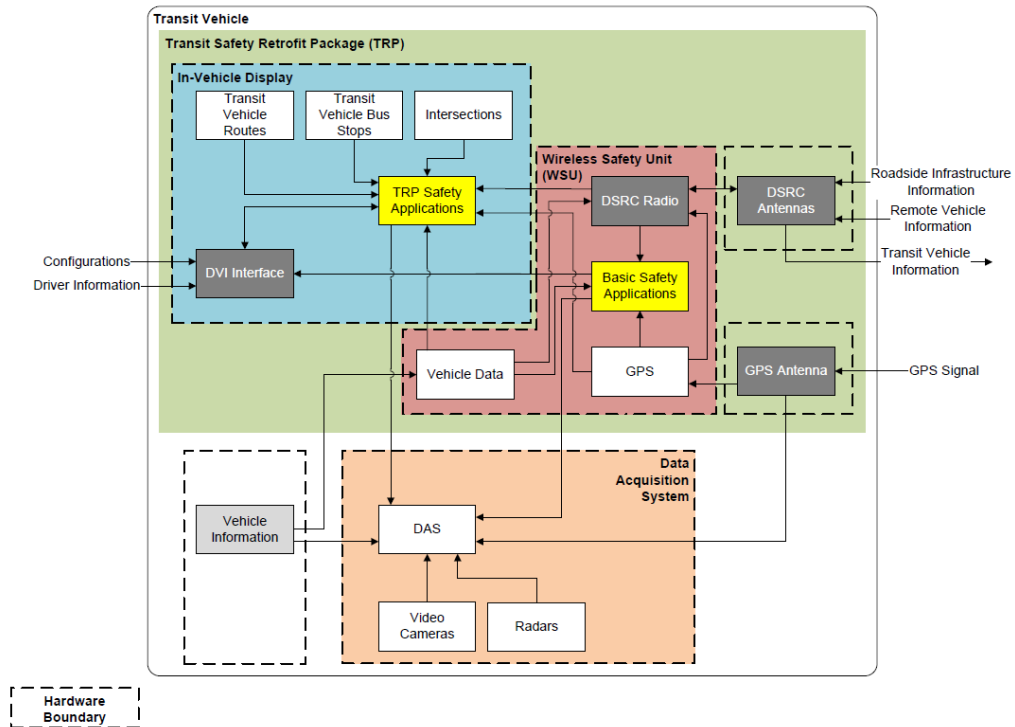 Transit Vehicle
Transit Safety Retrofit Package (TRP)
In-Vehicle Display
Transit
Vehicle
Routes
Transit
Vehicle Bus
Stops
Intersections
TRP Safety
Applications
DVI Interface
Configurations
Driver Information
Wireless Safety Unit
(WSU)
DSRC Radio
Basic Safety
Applications
Vehicle Data
GPS
DSRC
Antennas
Roadside Infrastructure
Information
Remote Vehicle
Information
Transit Vehicle
Information
GPS Antenna
GPS Signal
Data
Acquisition
System
Vehicle
Information
DAS
Video
Cameras
Radars
Hardware
Boundary